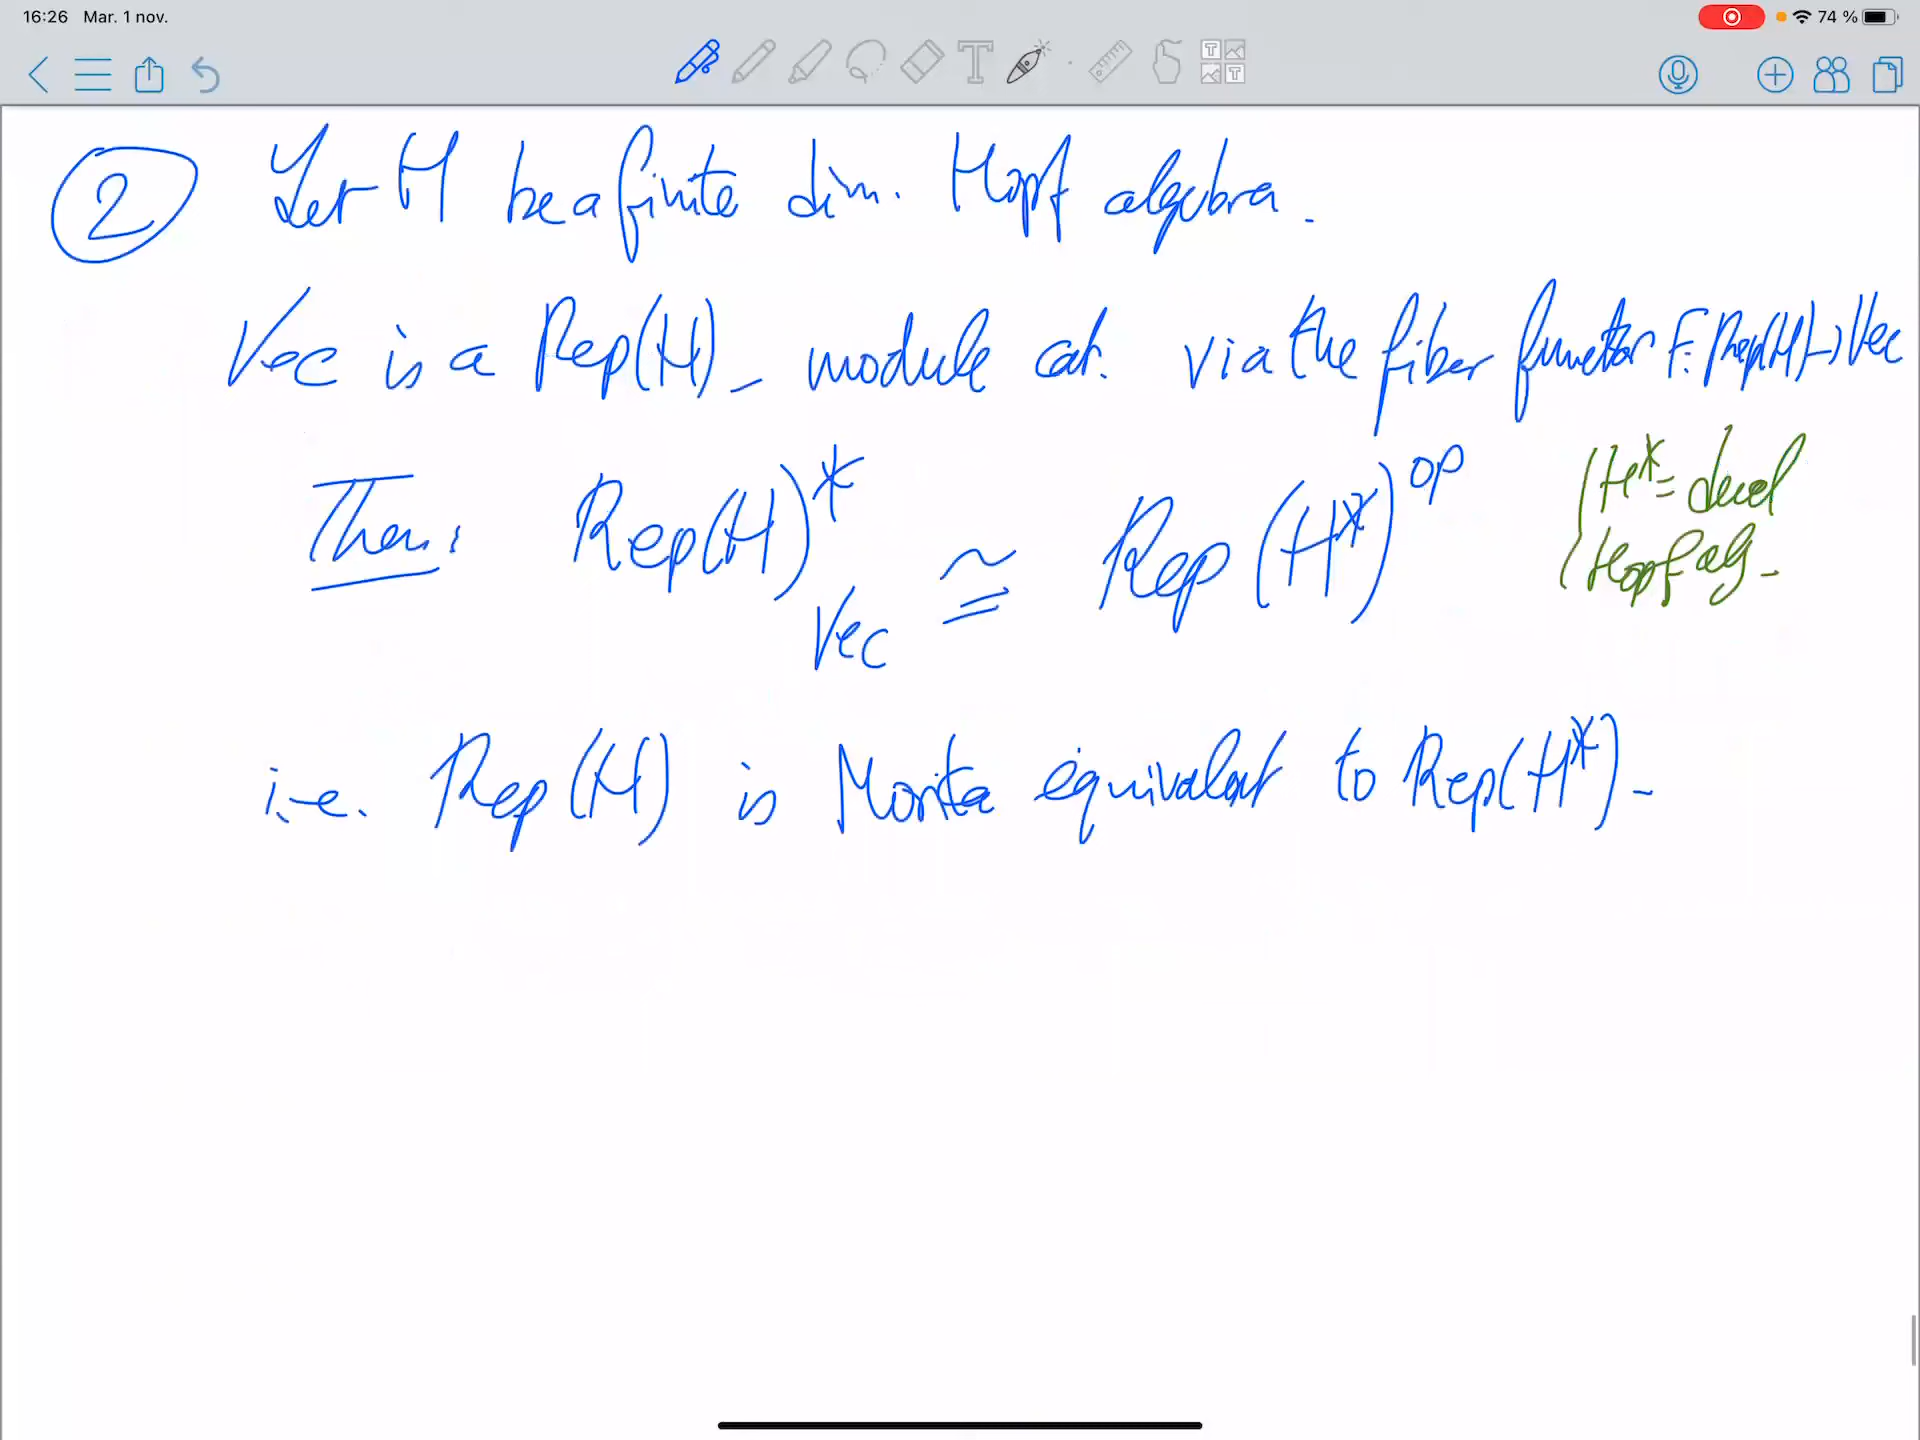 16:26 Mar. 1 nov. 74 %
2 Let H be a finite dim. Hopf algebra.
Vec is a Rep(H)- module cat. via the fiber functor F: Rep(H)→Vec
Then: Rep(H)*_Vec ≅ Rep(H*)^op (H* = dual
Hopf alg.
i.e. Rep(H) is Morita equivalent to Rep(H*).